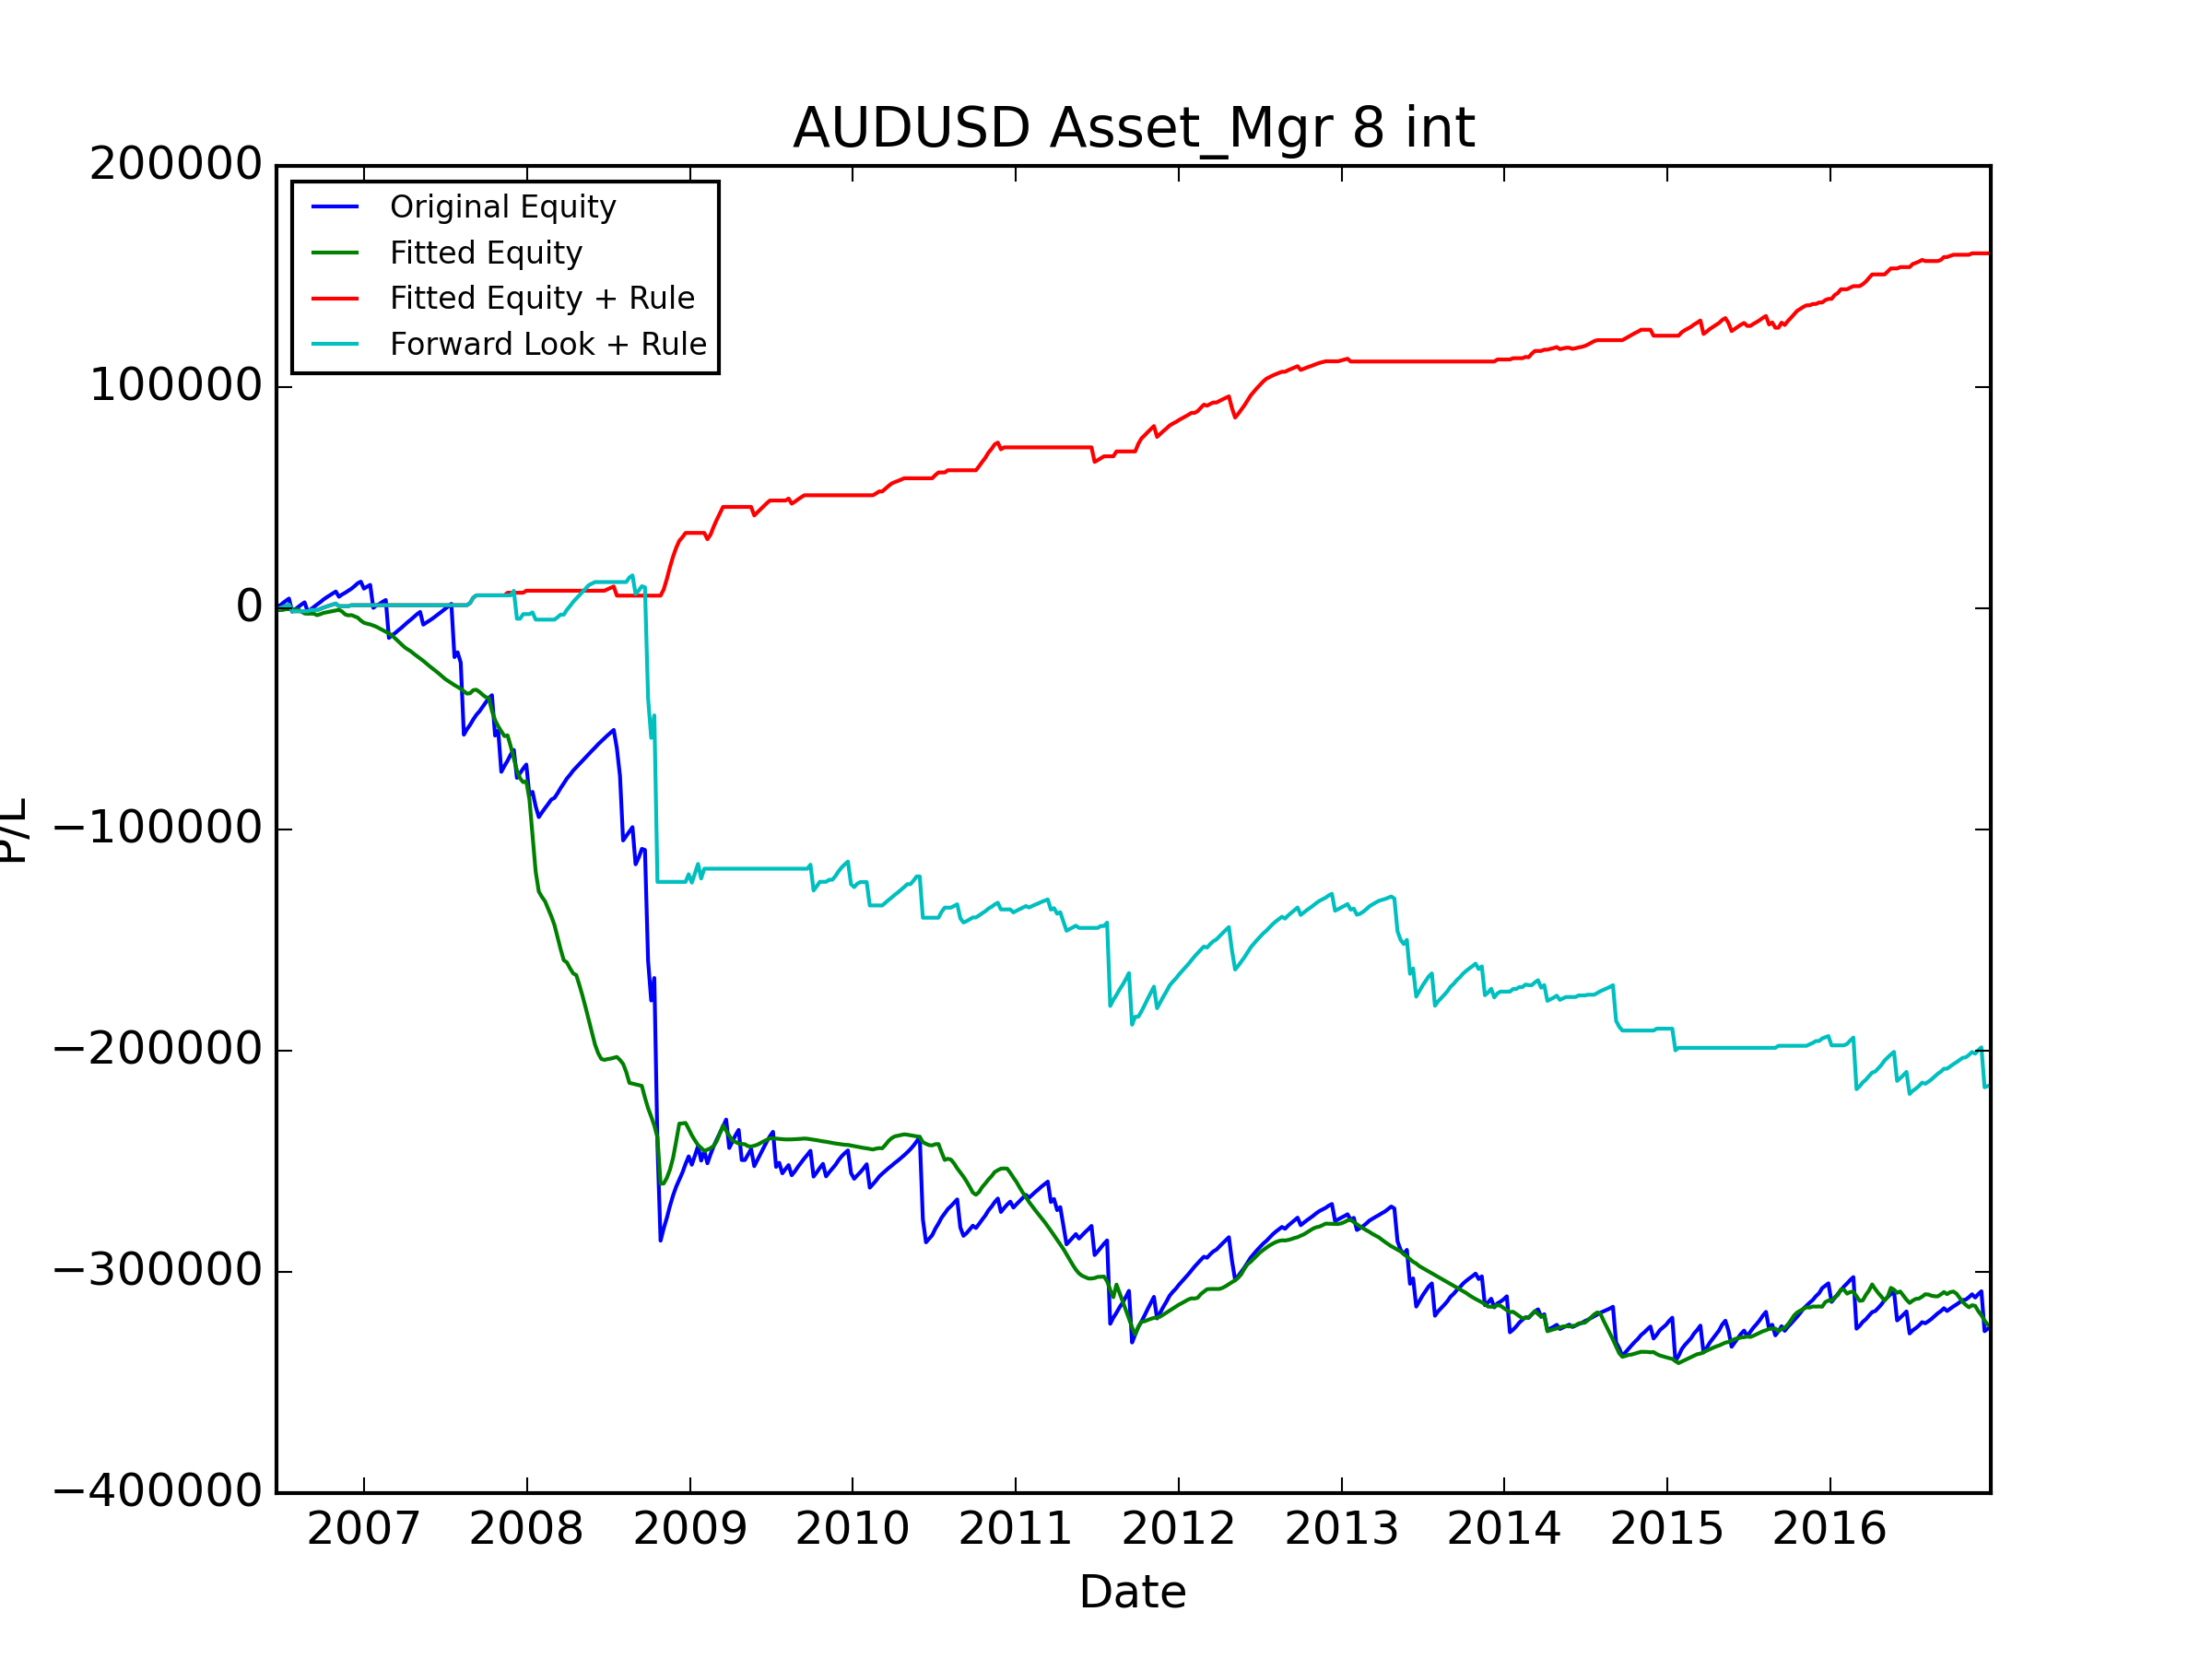 AUDUSD Asset_Mgr 8 int
200000
100000
0
−100000
−200000
−300000
−400000
P/L
Original Equity
Fitted Equity
Fitted Equity + Rule
Forward Look + Rule
2007 2008 2009 2010 2011 2012 2013 2014 2015 2016
Date